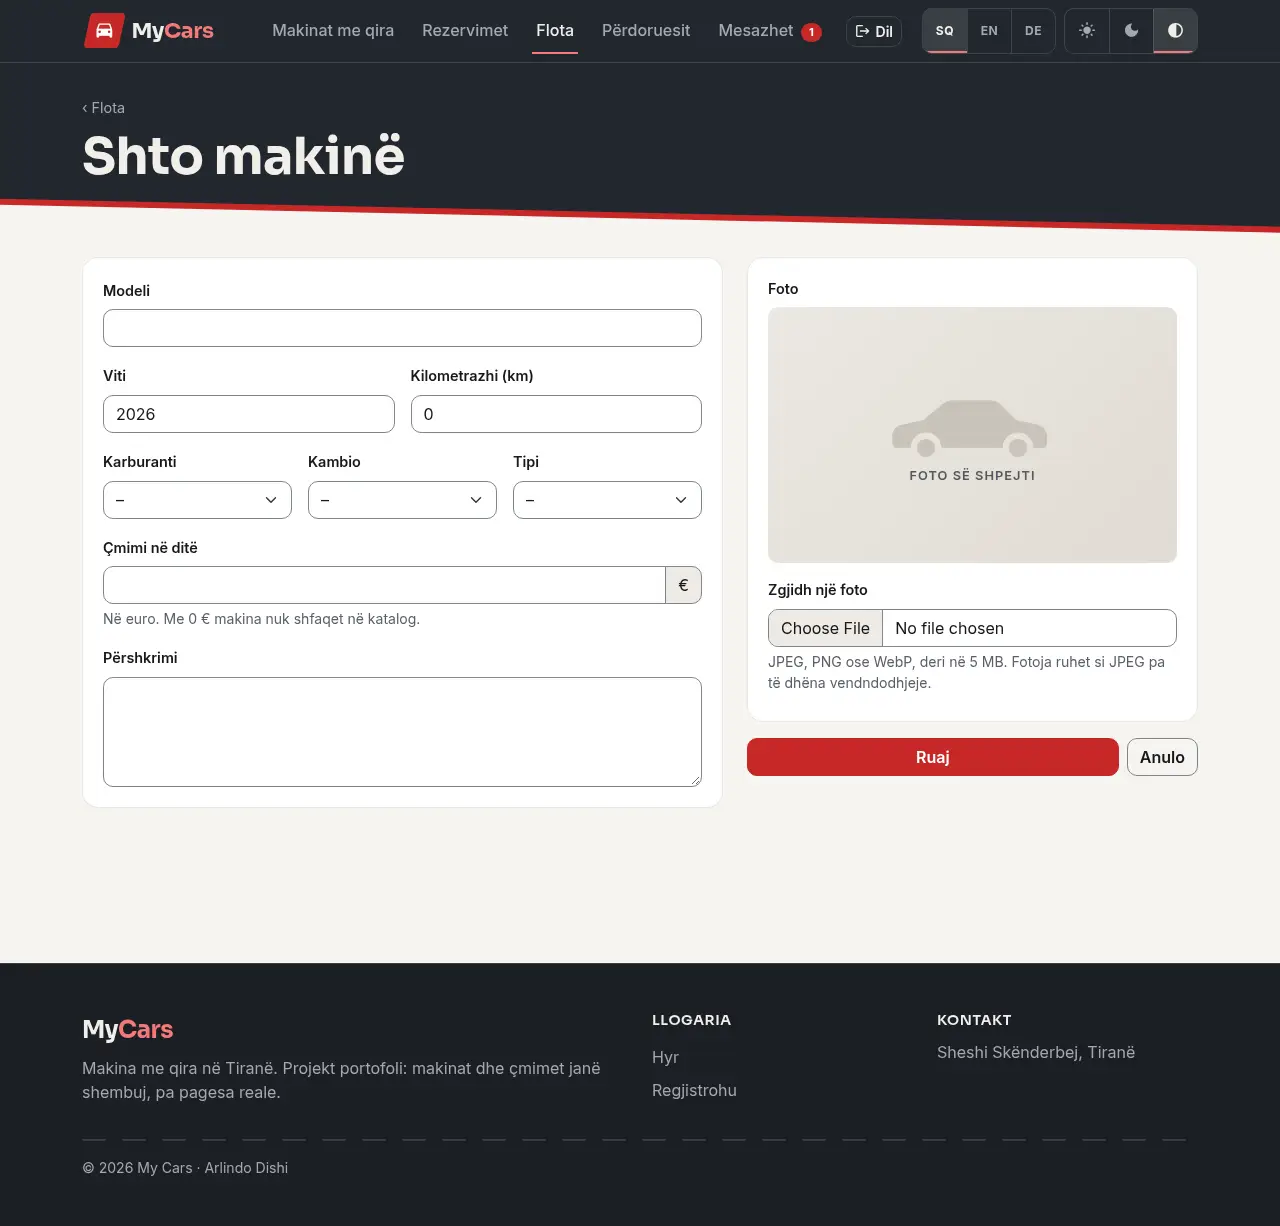 MyCars
Makinat me qira
Rezervimet
Flota
Përdoruesit
Mesazhet 1
Dil
SQ
EN
DE
‹ Flota
Shto makinë
Modeli
Viti
Kilometrazhi (km)
2026
0
Karburanti
Kambio
Tipi
–
–
–
Çmimi në ditë
€
Në euro. Me 0 € makina nuk shfaqet në katalog.
Përshkrimi
Foto
FOTO SË SHPEJTI
Zgjidh një foto
Choose File
No file chosen
JPEG, PNG ose WebP, deri në 5 MB. Fotoja ruhet si JPEG pa
të dhëna vendndodhjeje.
Ruaj
Anulo
MyCars
Makina me qira në Tiranë. Projekt portofoli: makinat dhe çmimet janë
shembuj, pa pagesa reale.
LLOGARIA
Hyr
Regjistrohu
KONTAKT
Sheshi Skënderbej, Tiranë
© 2026 My Cars · Arlindo Dishi